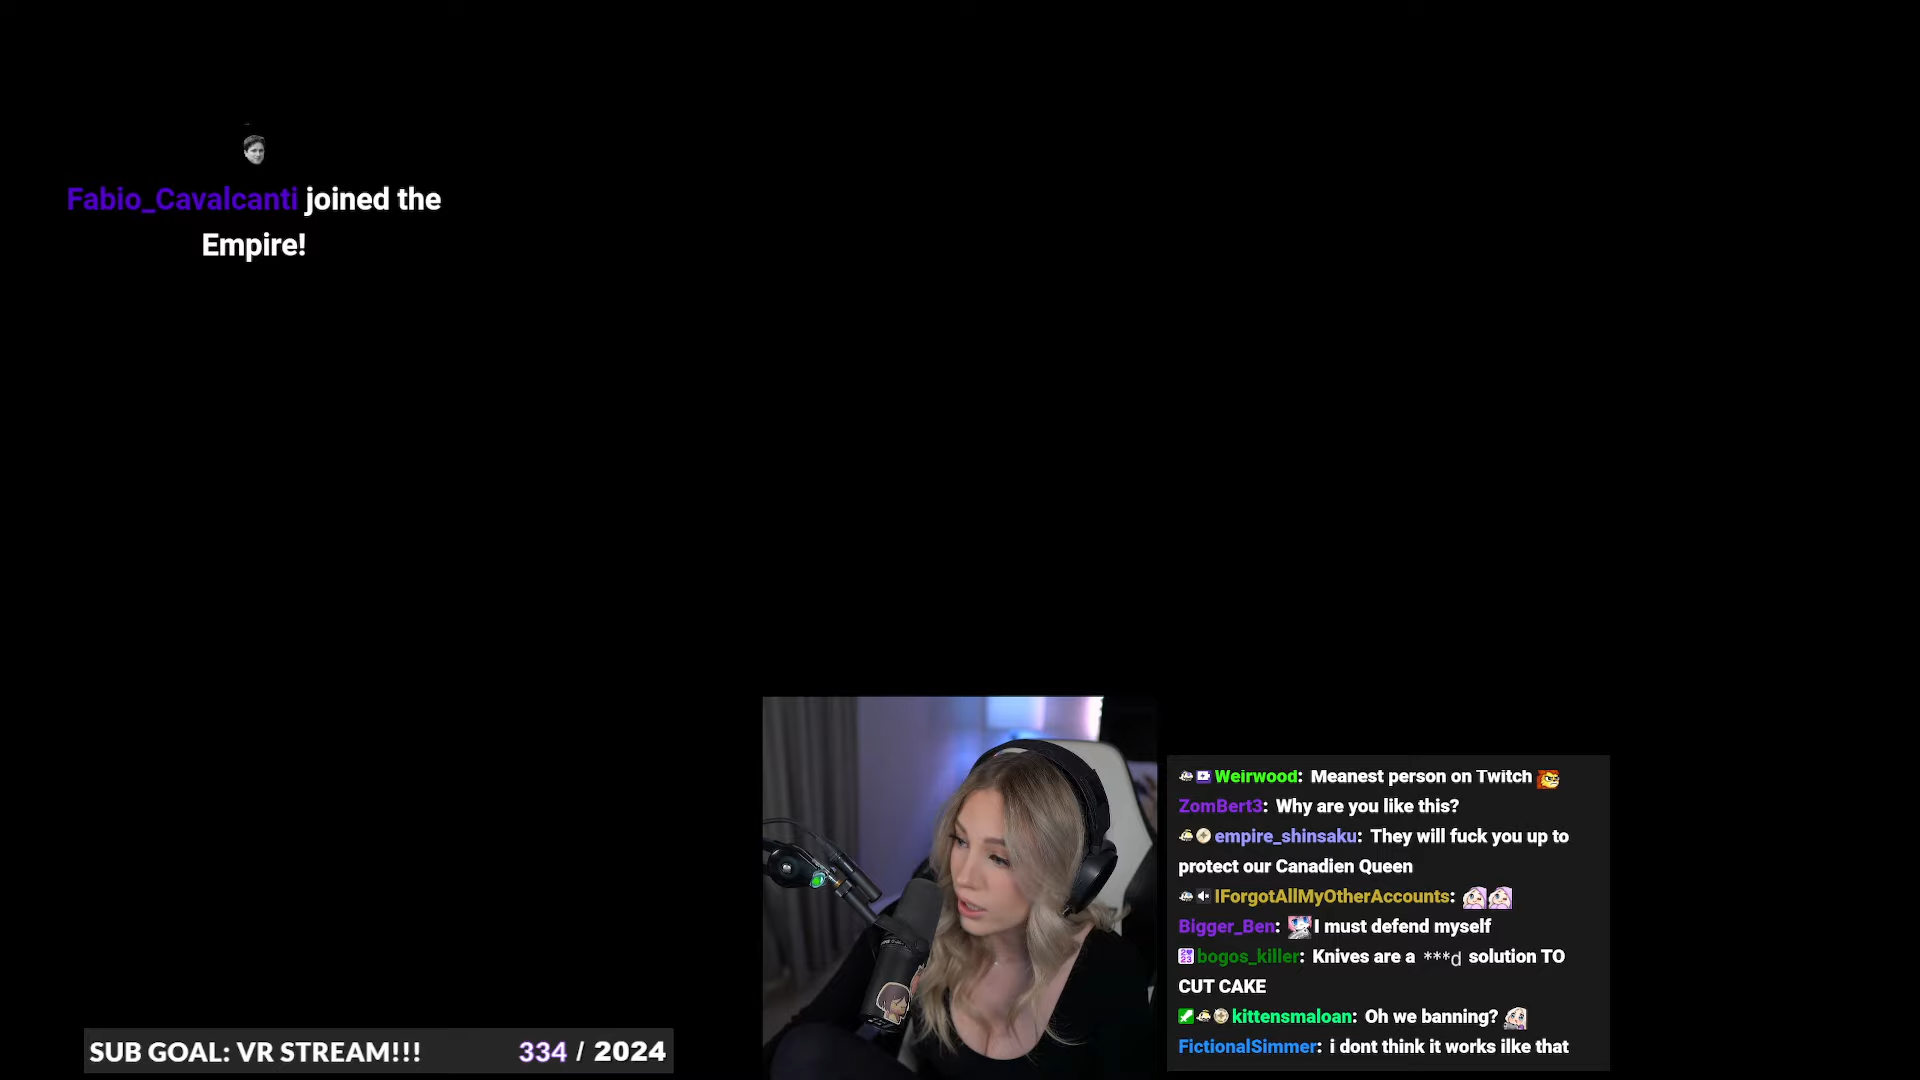 Fabio_Cavalcanti joined the
Empire!
Weirwood: Meanest person on Twitch
ZomBert3: Why are you like this?
empire_shinsaku: They will fuck you up to
protect our Canadien Queen
IForgotAllMyOtherAccounts:
Bigger_Ben: I must defend myself
bogos_killer: Knives are a ***d solution TO
CUT CAKE
kittensmaloan: Oh we banning?
FictionalSimmer: i dont think it works ilke that
SUB GOAL: VR STREAM!!! 334 / 2024